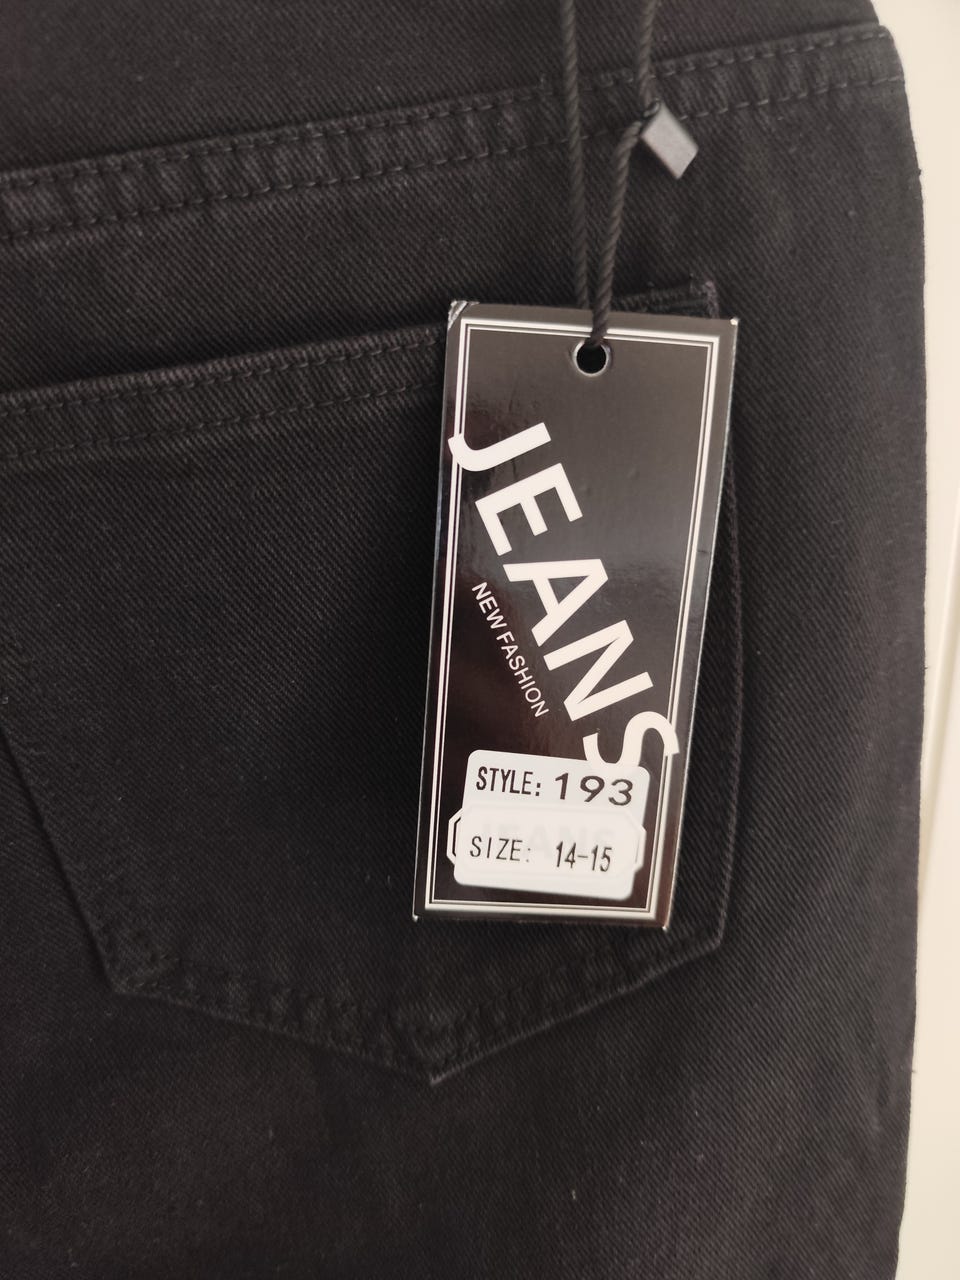 JEANS
NEW FASHION
STYLE: 193
SIZE: 14-15